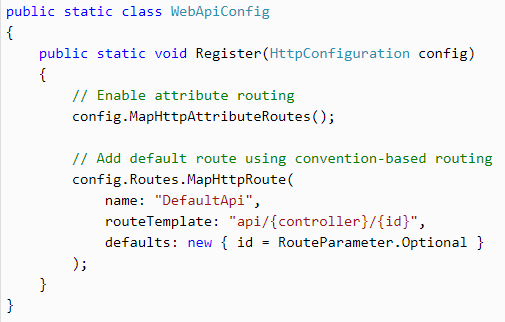 public static class WebApiConfig
{
    public static void Register(HttpConfiguration config)
    {
        // Enable attribute routing
        config.MapHttpAttributeRoutes();

        // Add default route using convention-based routing
        config.Routes.MapHttpRoute(
            name: "DefaultApi",
            routeTemplate: "api/{controller}/{id}",
            defaults: new { id = RouteParameter.Optional }
        );
    }
}